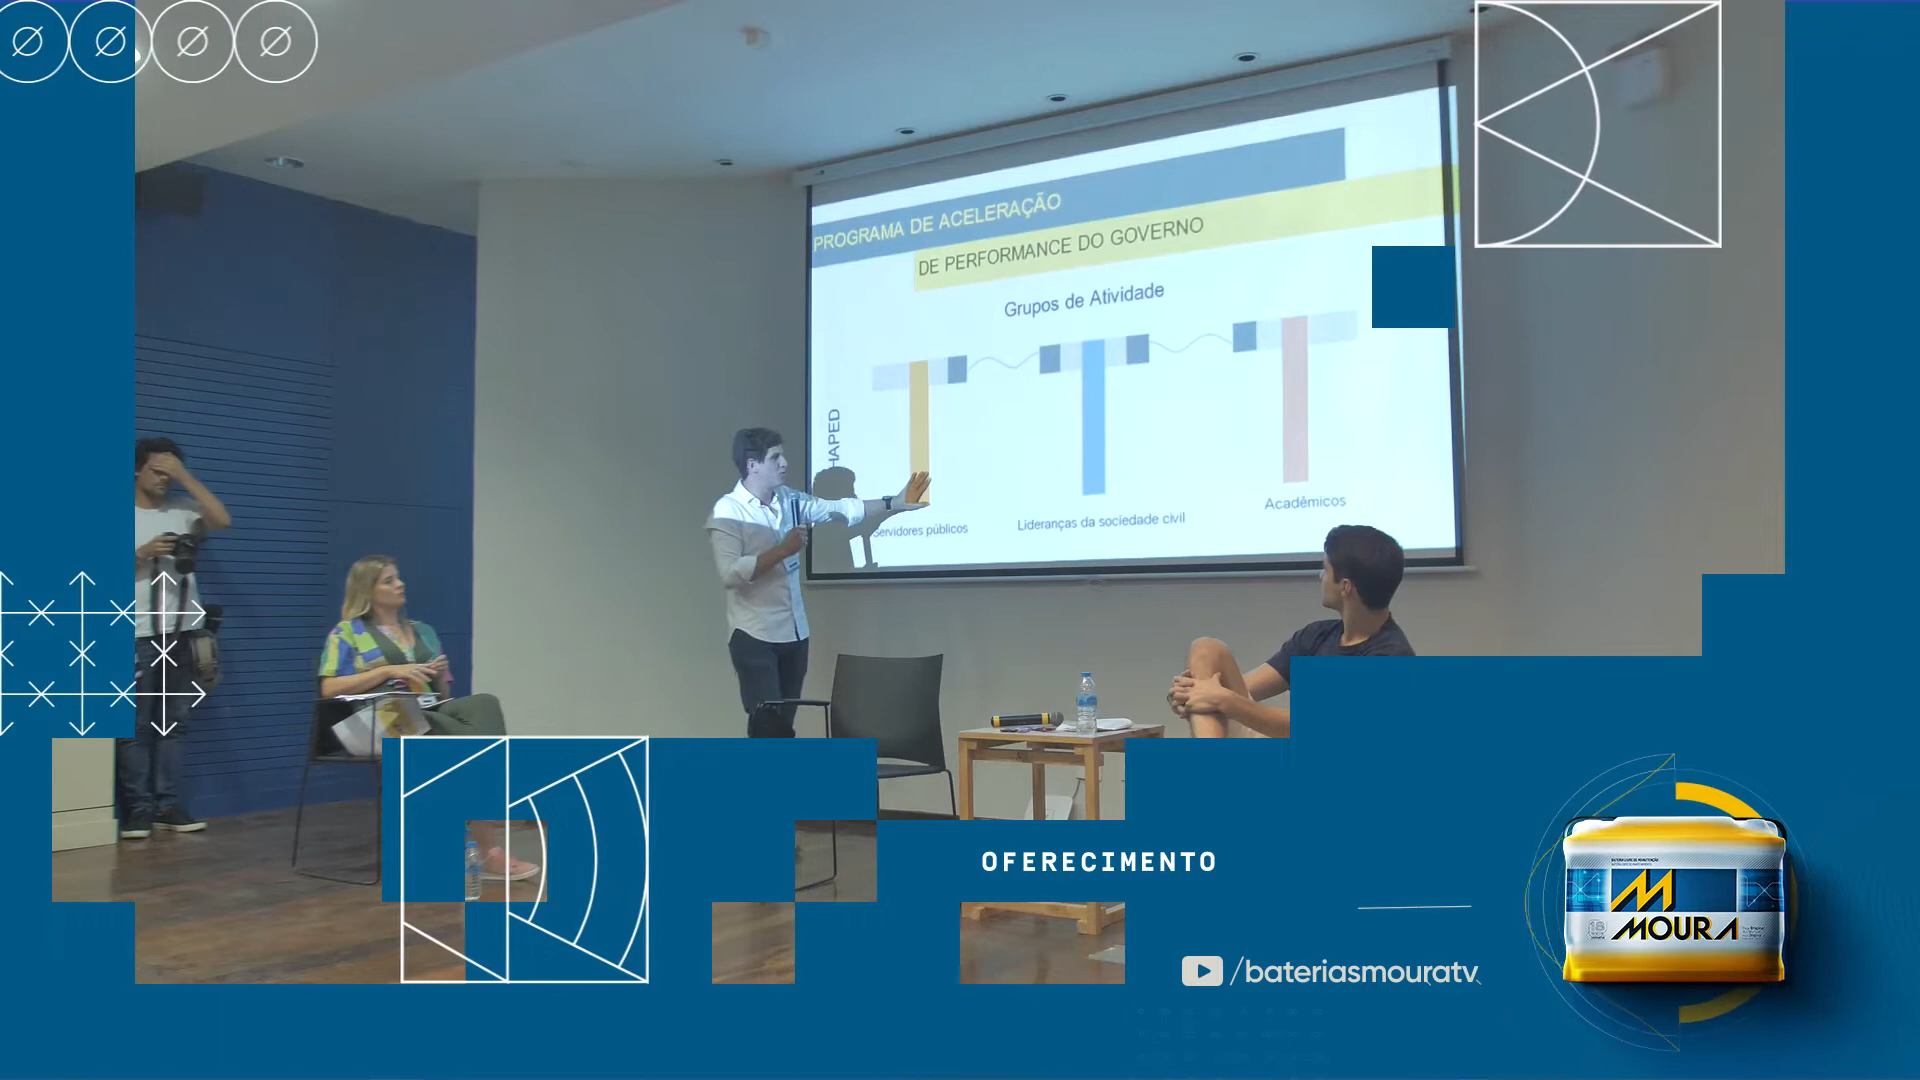 PROGRAMA DE ACELERAÇÃO
DE PERFORMANCE DO GOVERNO
Grupos de Atividade
HAPED
Servidores públicos
Lideranças da sociedade civil
Acadêmicos
OFERECIMENTO
/bateriasmouratv
M
MOURA